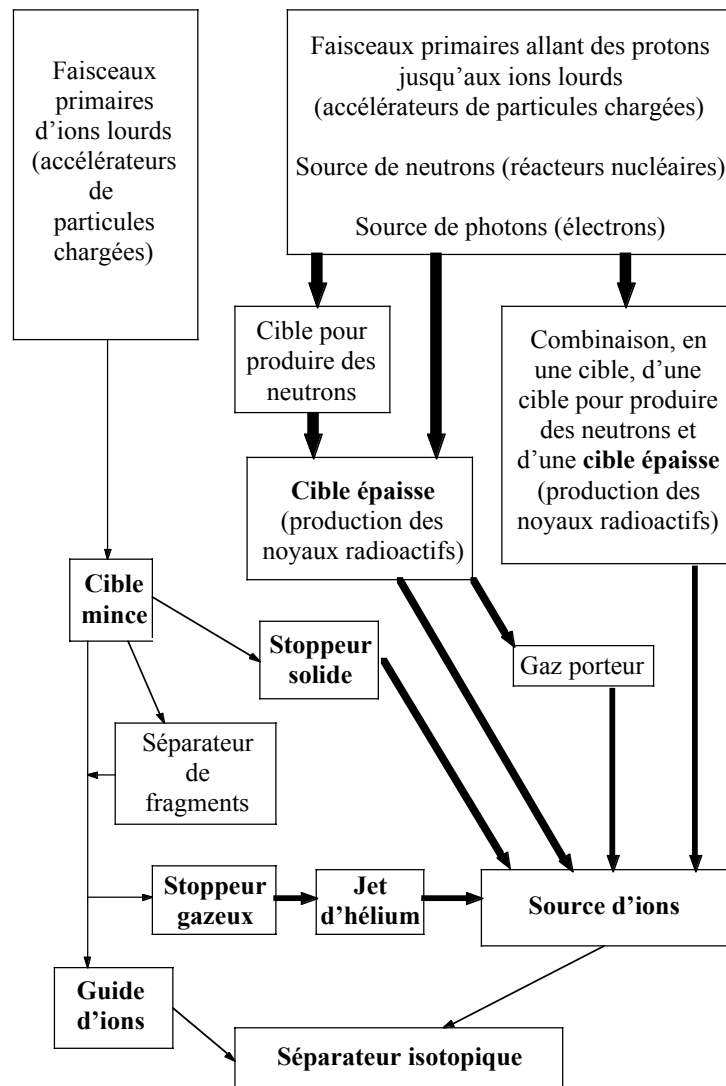 Faisceaux
primaires
d'ions lourds
(accélérateurs
de
particules
chargées)
Faisceaux primaires allant des protons
jusqu'aux ions lourds
(accélérateurs de particules chargées)
Source de neutrons (réacteurs nucléaires)
Source de photons (électrons)
Cible pour
produire des
neutrons
Combinaison, en
une cible, d'une
cible pour produire
des neutrons et
d'une cible épaisse
(production des
noyaux radioactifs)
Cible épaisse
(production des
noyaux radioactifs)
Cible
mince
Stoppeur
solide
Gaz porteur
Séparateur
de
fragments
Stoppeur
gazeux
Jet
d'hélium
Source d'ions
Guide
d'ions
Séparateur isotopique